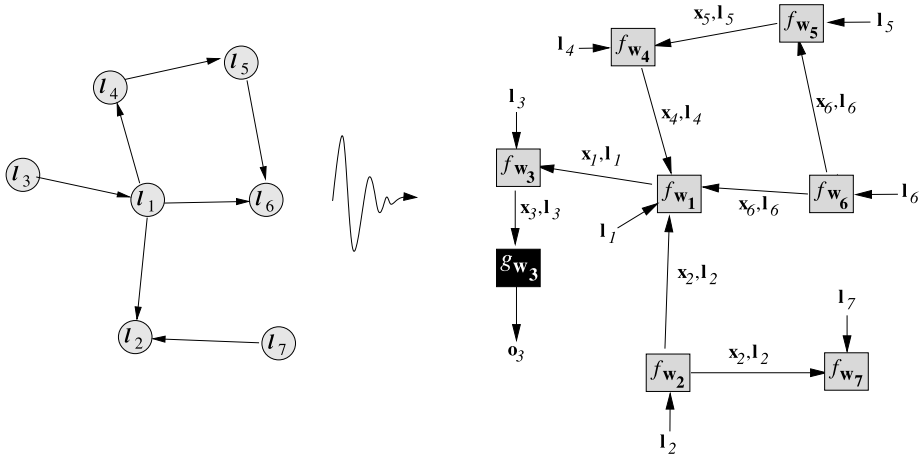 l5
l4
l3
l1
l6
l2
l7
x5,l5
fw5
l5
l4
fw4
l3
x4,l4
x6,l6
fw3
x1,l1
fw1
x6,l6
fw6
l6
x3,l3
l1
gw3
x2,l2
l7
o3
fw2
x2,l2
fw7
l2